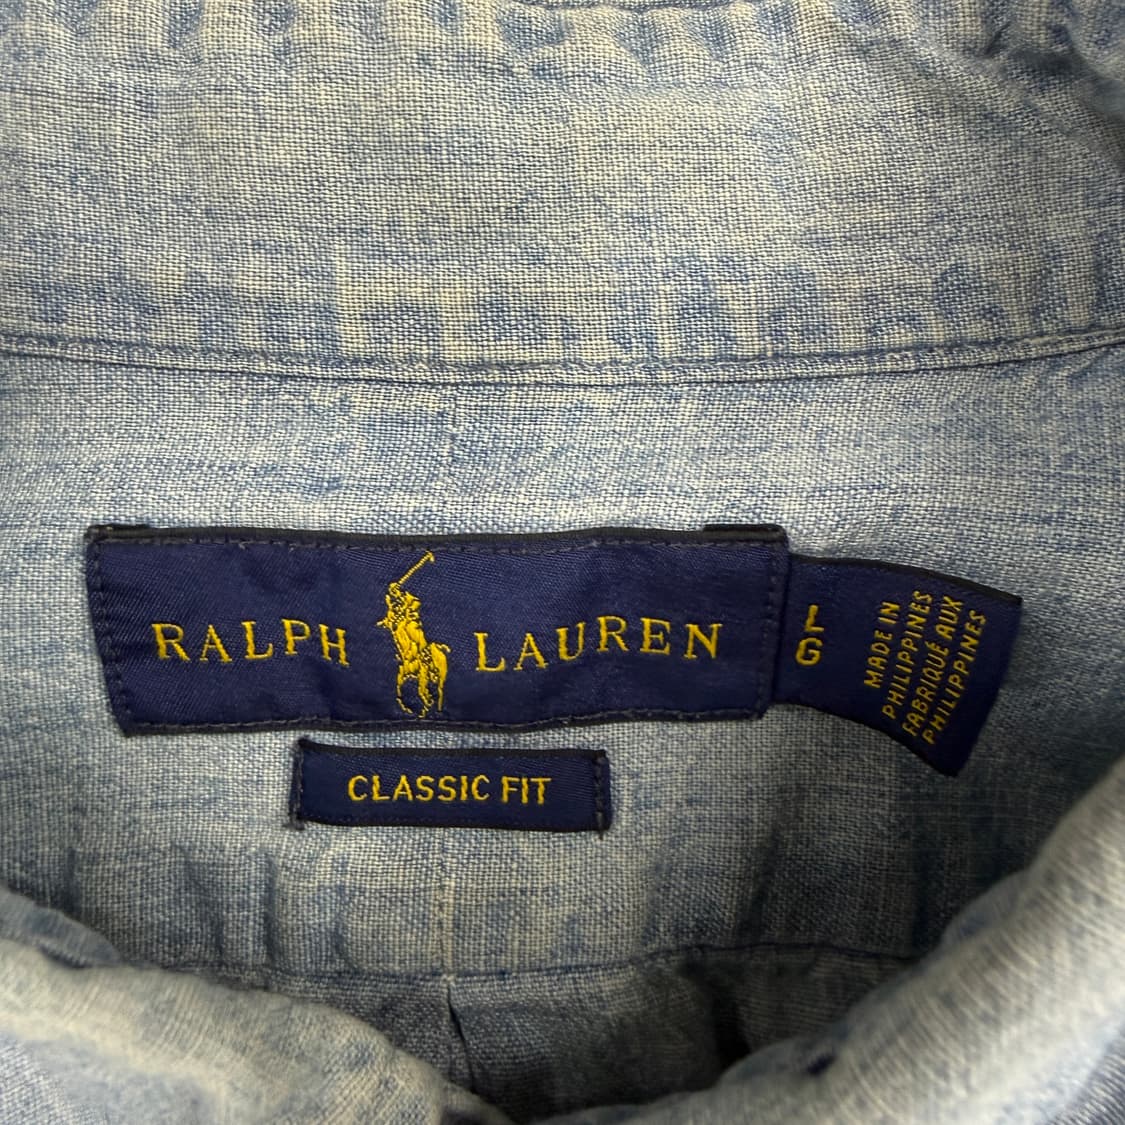 RALPH LAUREN
L
G
MADE IN
PHILIPPINES
FABRIQUÉ AUX
PHILIPPINES
CLASSIC FIT